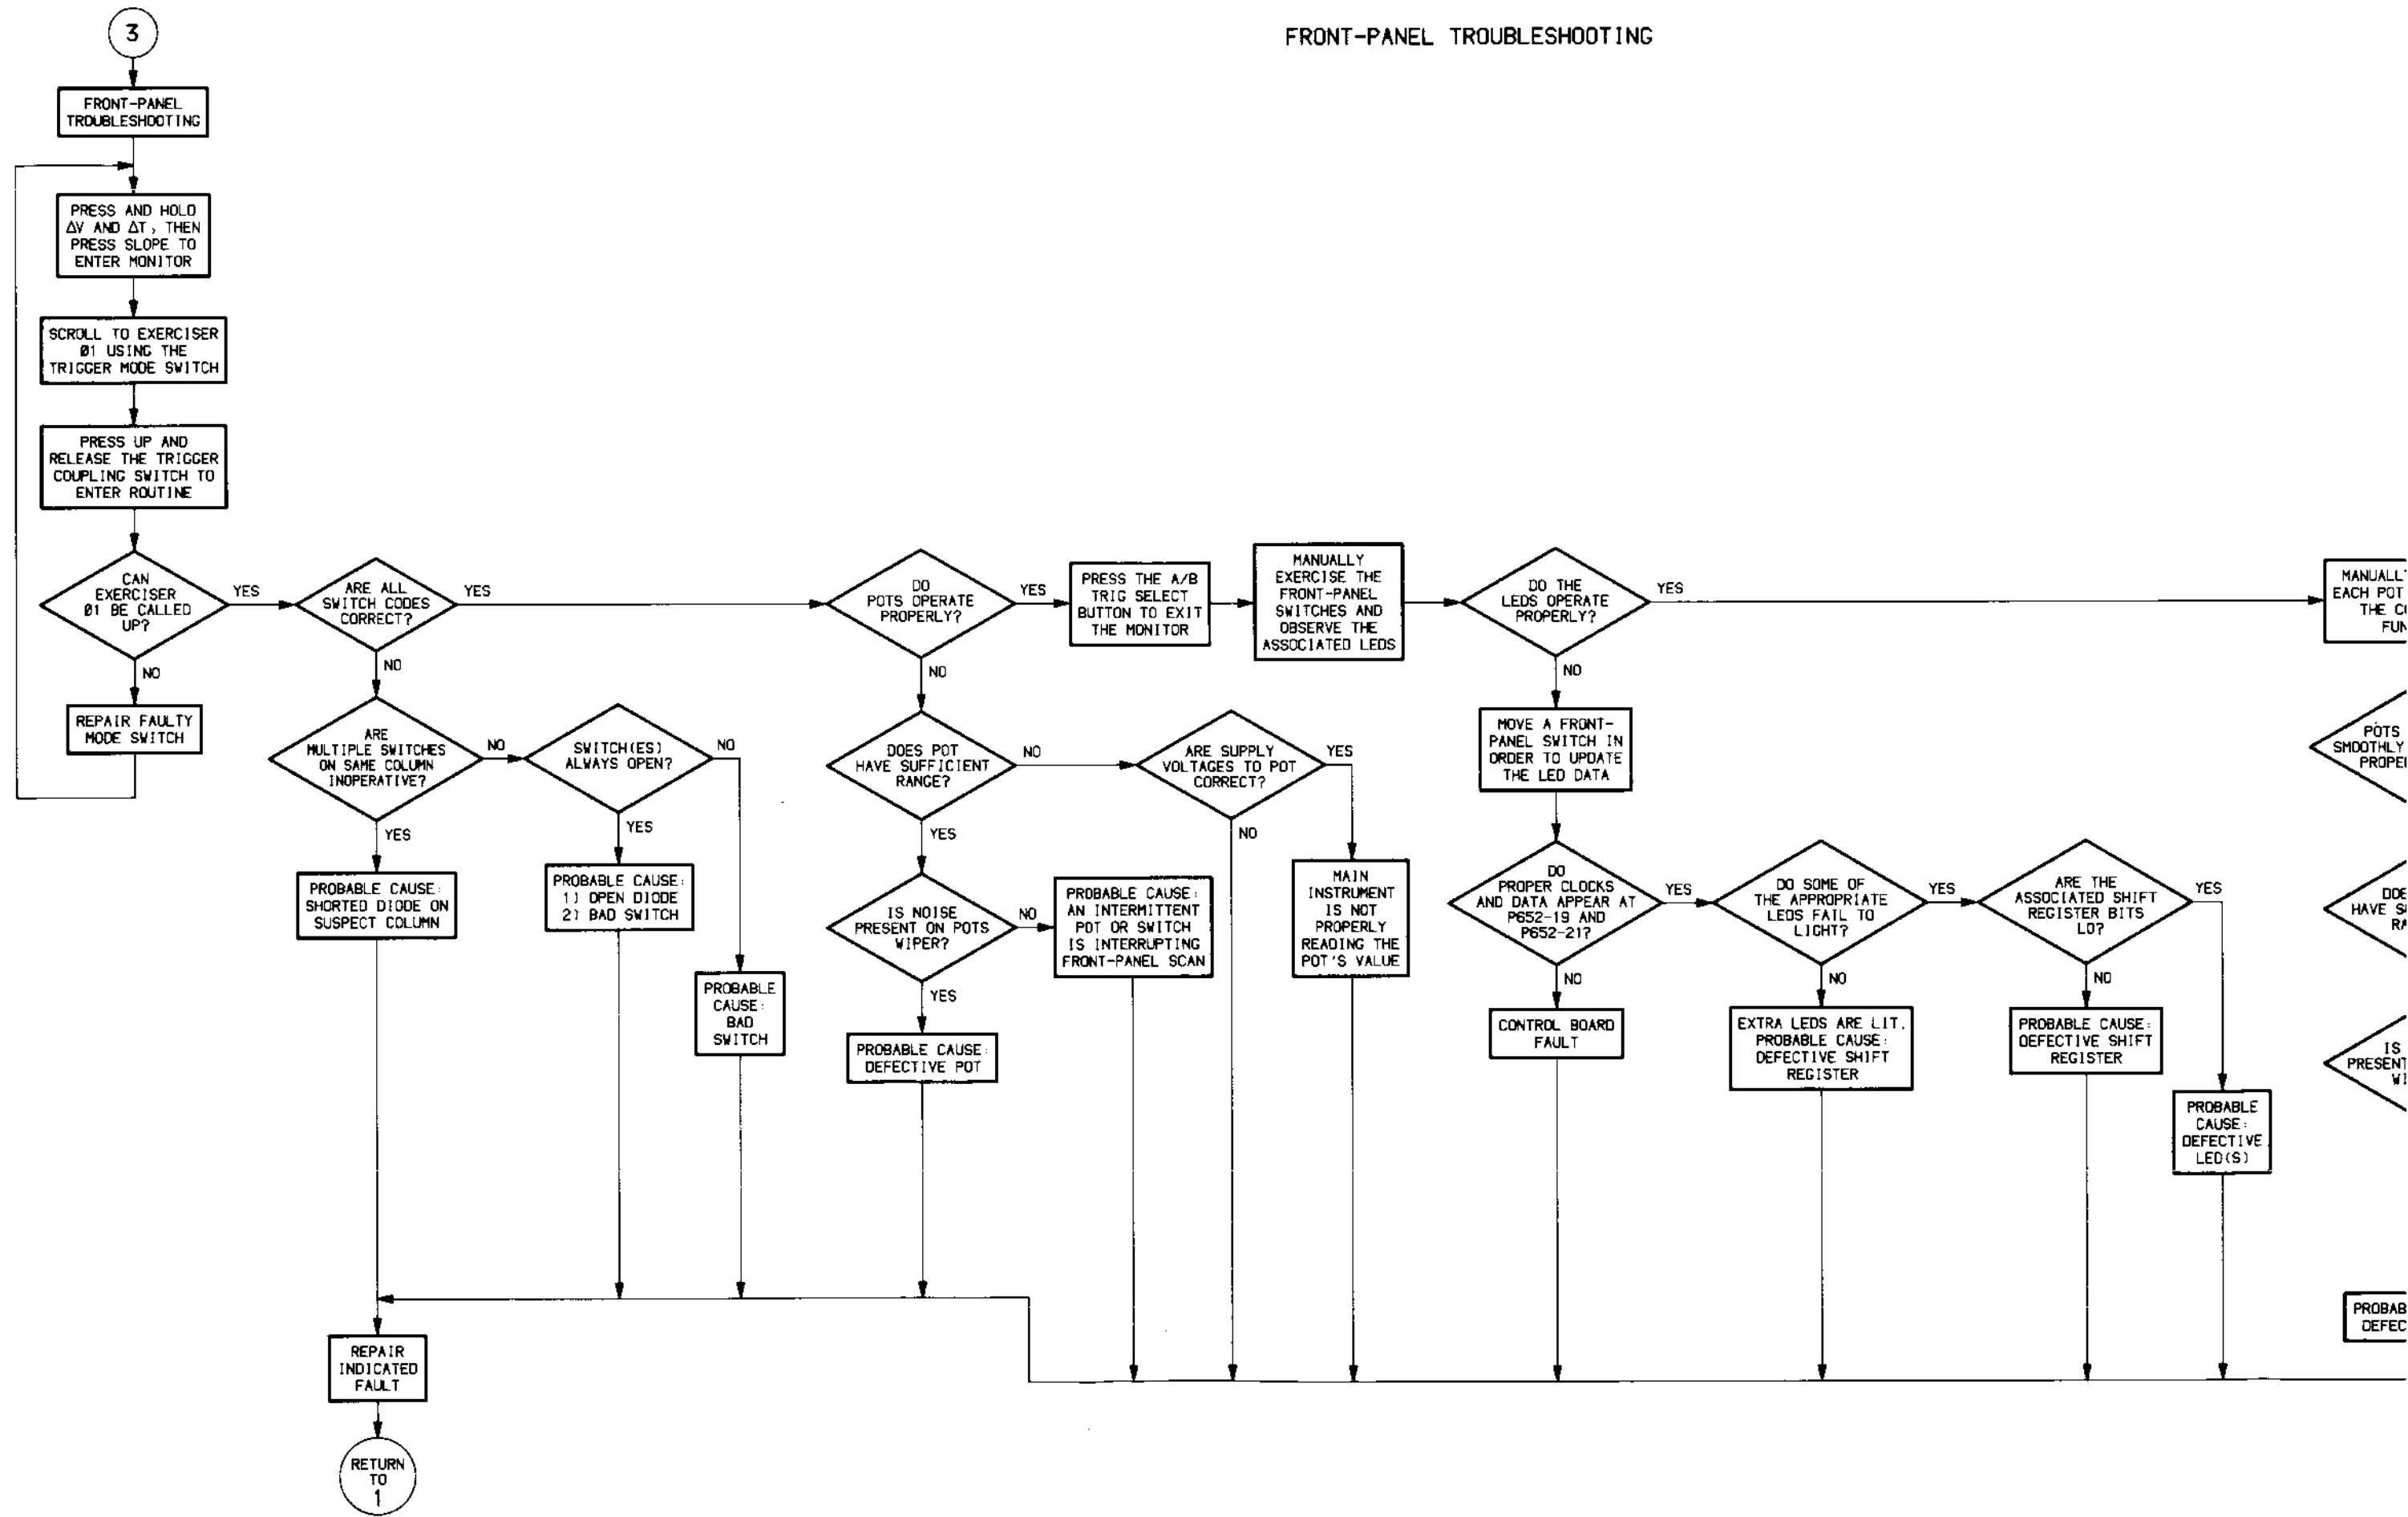 FRONT-PANEL TROUBLESHOOTING
3
FRONT-PANEL
TROUBLESHOOTING
PRESS AND HOLD
ΔV AND ΔT, THEN
PRESS SLOPE TO
ENTER MONITOR
SCROLL TO EXERCISER
Ø1 USING THE
TRIGGER MODE SWITCH
PRESS UP AND
RELEASE THE TRIGGER
COUPLING SWITCH TO
ENTER ROUTINE
CAN
EXERCISER
Ø1 BE CALLED
UP?
YES
NO
REPAIR FAULTY
MODE SWITCH
ARE ALL
SWITCH CODES
CORRECT?
YES
NO
ARE
MULTIPLE SWITCHES
ON SAME COLUMN
INOPERATIVE?
NO
YES
PROBABLE CAUSE:
SHORTED DIODE ON
SUSPECT COLUMN
SWITCH(ES)
ALWAYS OPEN?
NO
YES
PROBABLE CAUSE:
1) OPEN DIODE
2) BAD SWITCH
PROBABLE
CAUSE:
BAD
SWITCH
DO
POTS OPERATE
PROPERLY?
YES
NO
DOES POT
HAVE SUFFICIENT
RANGE?
NO
YES
IS NOISE
PRESENT ON POTS
WIPER?
NO
YES
PROBABLE CAUSE:
DEFECTIVE POT
PROBABLE CAUSE:
AN INTERMITTENT
POT OR SWITCH
IS INTERRUPTING
FRONT-PANEL SCAN
ARE SUPPLY
VOLTAGES TO POT
CORRECT?
YES
NO
MAIN
INSTRUMENT
IS NOT
PROPERLY
READING THE
POT'S VALUE
PRESS THE A/B
TRIG SELECT
BUTTON TO EXIT
THE MONITOR
MANUALLY
EXERCISE THE
FRONT-PANEL
SWITCHES AND
OBSERVE THE
ASSOCIATED LEDS
DO THE
LEDS OPERATE
PROPERLY?
YES
NO
MOVE A FRONT-
PANEL SWITCH IN
ORDER TO UPDATE
THE LED DATA
DO
PROPER CLOCKS
AND DATA APPEAR AT
P652-19 AND
P652-21?
YES
NO
CONTROL BOARD
FAULT
DO SOME OF
THE APPROPRIATE
LEDS FAIL TO
LIGHT?
YES
NO
EXTRA LEDS ARE LIT.
PROBABLE CAUSE:
DEFECTIVE SHIFT
REGISTER
ARE THE
ASSOCIATED SHIFT
REGISTER BITS
LO?
YES
NO
PROBABLE CAUSE:
DEFECTIVE SHIFT
REGISTER
PROBABLE
CAUSE:
DEFECTIVE
LED(S)
EACH POT
THE
POTS
SMOOTHLY
HAVE
IS
REPAIR
INDICATED
FAULT
RETURN
TO
1